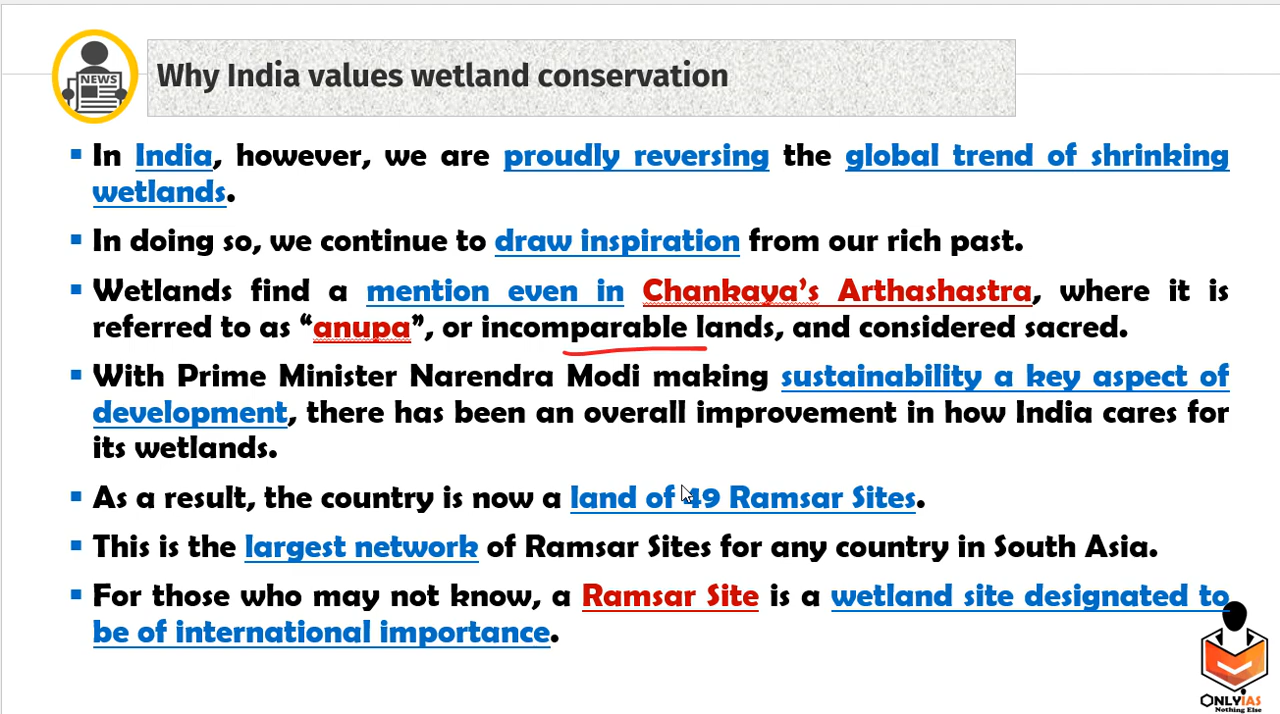 NEWS
Why India values wetland conservation
In India, however, we are proudly reversing the global trend of shrinking
wetlands.
In doing so, we continue to draw inspiration from our rich past.
Wetlands find a mention even in Chankaya’s Arthashastra, where it is
referred to as “anupa”, or incomparable lands, and considered sacred.
With Prime Minister Narendra Modi making sustainability a key aspect of
development, there has been an overall improvement in how India cares for
its wetlands.
As a result, the country is now a land of 49 Ramsar Sites.
This is the largest network of Ramsar Sites for any country in South Asia.
For those who may not know, a Ramsar Site is a wetland site designated to
be of international importance.
ONLYIAS
Nothing Else